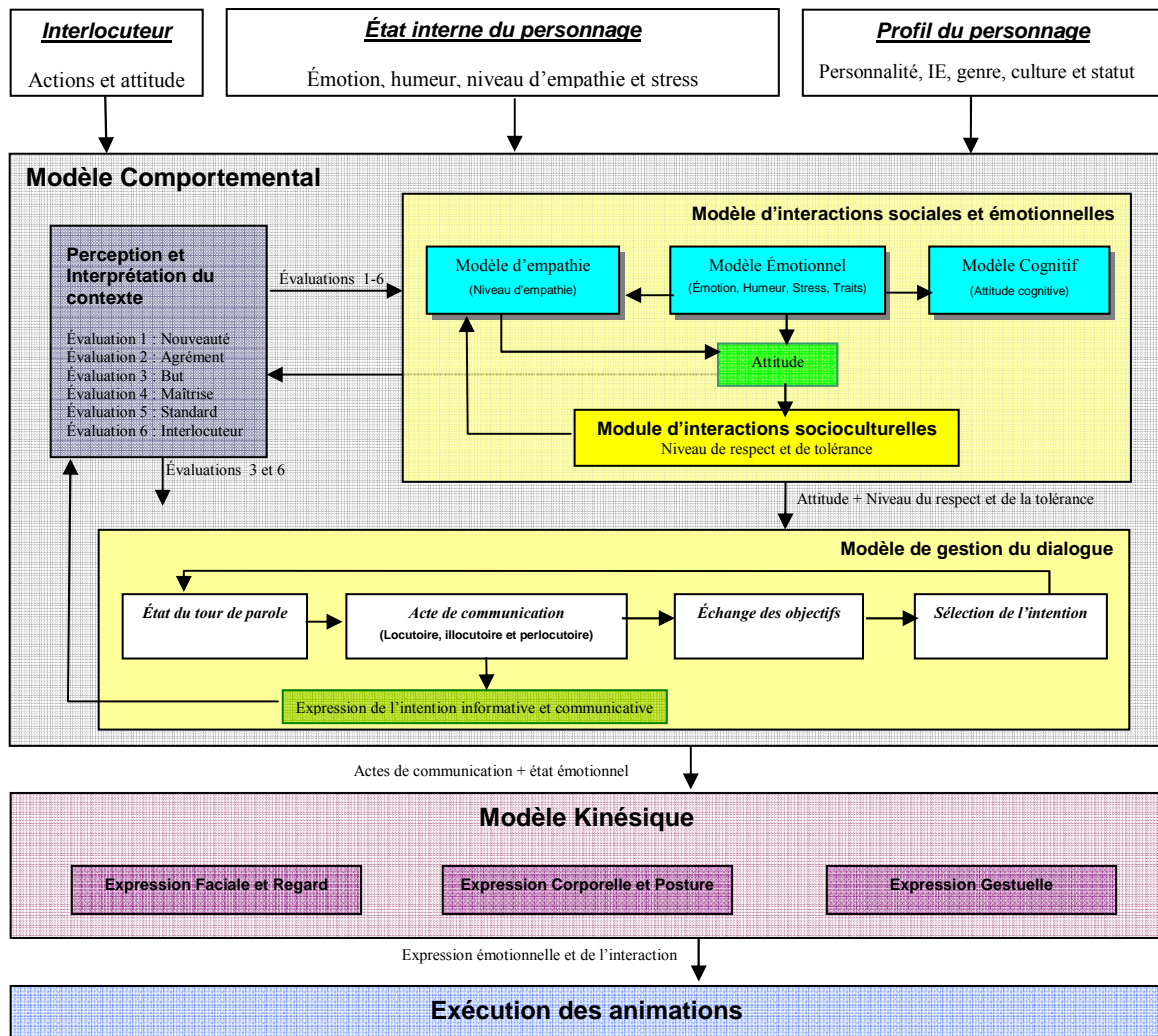 Interlocuteur
Actions et attitude
État interne du personnage
Émotion, humeur, niveau d'empathie et stress
Profil du personnage
Personnalité, IE, genre, culture et statut
Modèle Comportemental
Perception et
Interprétation du
contexte
Évaluation 1 : Nouveauté
Évaluation 2 : Agrément
Évaluation 3 : But
Évaluation 4 : Maîtrise
Évaluation 5 : Standard
Évaluation 6 : Interlocuteur
Évaluations 1-6
Évaluations 3 et 6
Modèle d'interactions sociales et émotionnelles
Modèle d'empathie
(Niveau d'empathie)
Modèle Émotionnel
(Émotion, Humeur, Stress, Traits)
Modèle Cognitif
(Attitude cognitive)
Attitude
Module d'interactions socioculturelles
Niveau de respect et de tolérance
Attitude + Niveau du respect et de la tolérance
Modèle de gestion du dialogue
État du tour de parole
Acte de communication
(Locutoire, illocutoire et perlocutoire)
Échange des objectifs
Sélection de l'intention
Expression de l'intention informative et communicative
Actes de communication + état émotionnel
Modèle Kinésique
Expression Faciale et Regard
Expression Corporelle et Posture
Expression Gestuelle
Expression émotionnelle et de l'interaction
Exécution des animations